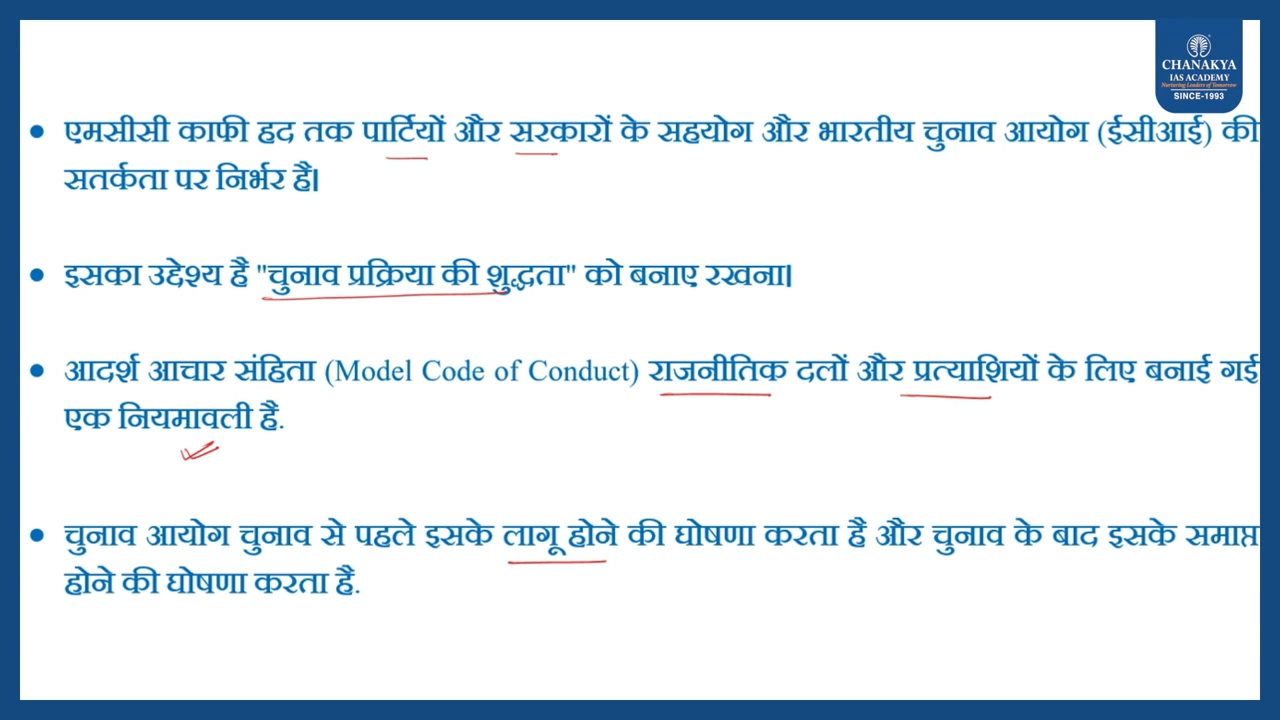 CHANAKYA
IAS ACADEMY
Nurturing Leaders of Tomorrow
SINCE-1993
• एमसीसी काफी हद तक पार्टियों और सरकारों के सहयोग और भारतीय चुनाव आयोग (ईसीआई) की
सतर्कता पर निर्भर है।
• इसका उद्देश्य है "चुनाव प्रक्रिया की शुद्धता" को बनाए रखना।
• आदर्श आचार संहिता (Model Code of Conduct) राजनीतिक दलों और प्रत्याशियों के लिए बनाई गई
एक नियमावली है.
• चुनाव आयोग चुनाव से पहले इसके लागू होने की घोषणा करता है और चुनाव के बाद इसके समाप्त
होने की घोषणा करता है.